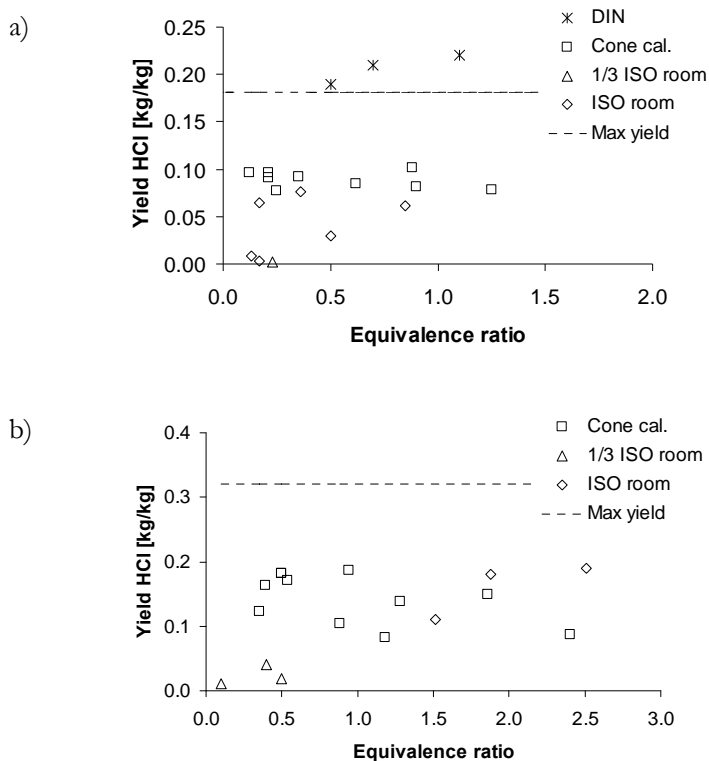 a)
DIN
Cone cal.
1/3 ISO room
ISO room
Max yield
Yield HCl [kg/kg]
0.25
0.20
0.15
0.10
0.05
0.00
0.0 0.5 1.0 1.5 2.0
Equivalence ratio
b)
Cone cal.
1/3 ISO room
ISO room
Max yield
Yield HCl [kg/kg]
0.4
0.3
0.2
0.1
0.0
0.0 0.5 1.0 1.5 2.0 2.5 3.0
Equivalence ratio